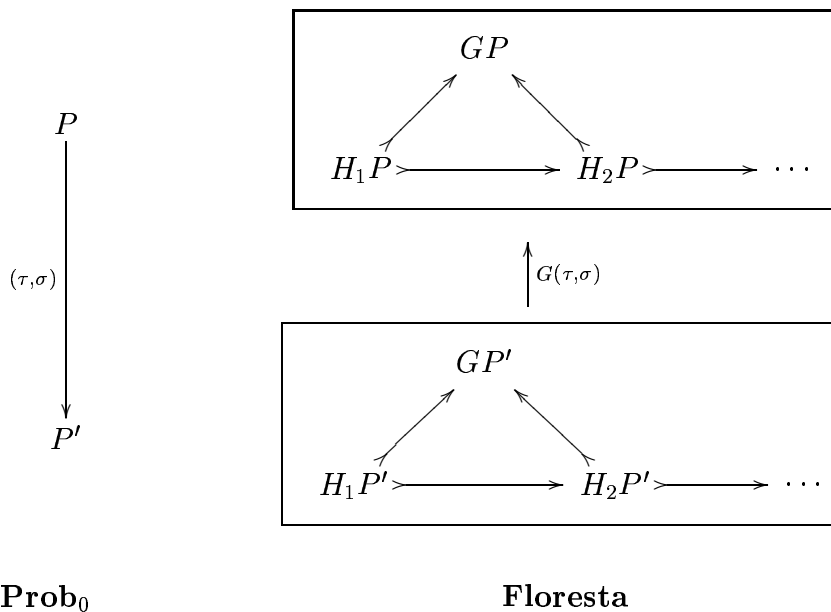 GP
P
H₁P H₂P ⋯
(τ,σ) G(τ,σ)
GP′
P′
H₁P′ H₂P′ ⋯
Prob₀ Floresta